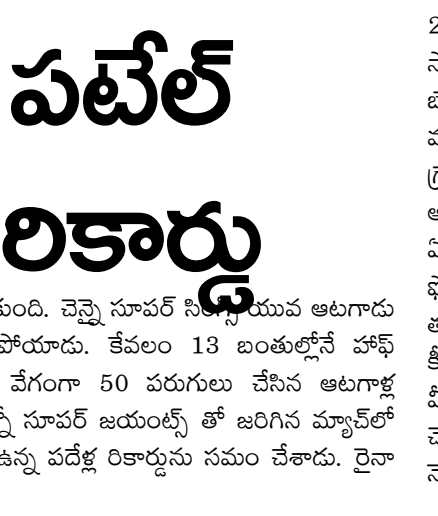 పటేల్
రికార్డు
కుంది. చెన్నై సూపర్ సింగ్స్ యువ ఆటగాడు
పోయాడు. కేవలం 13 బంతుల్లోనే హాఫ్
వేగంగా 50 పరుగులు చేసిన ఆటగాళ్ల
సూపర్ జయంట్స్ తో జరిగిన మ్యాచ్‌లో
ఉన్న పదేళ్ల రికార్డును సమం చేశాడు. రైనా